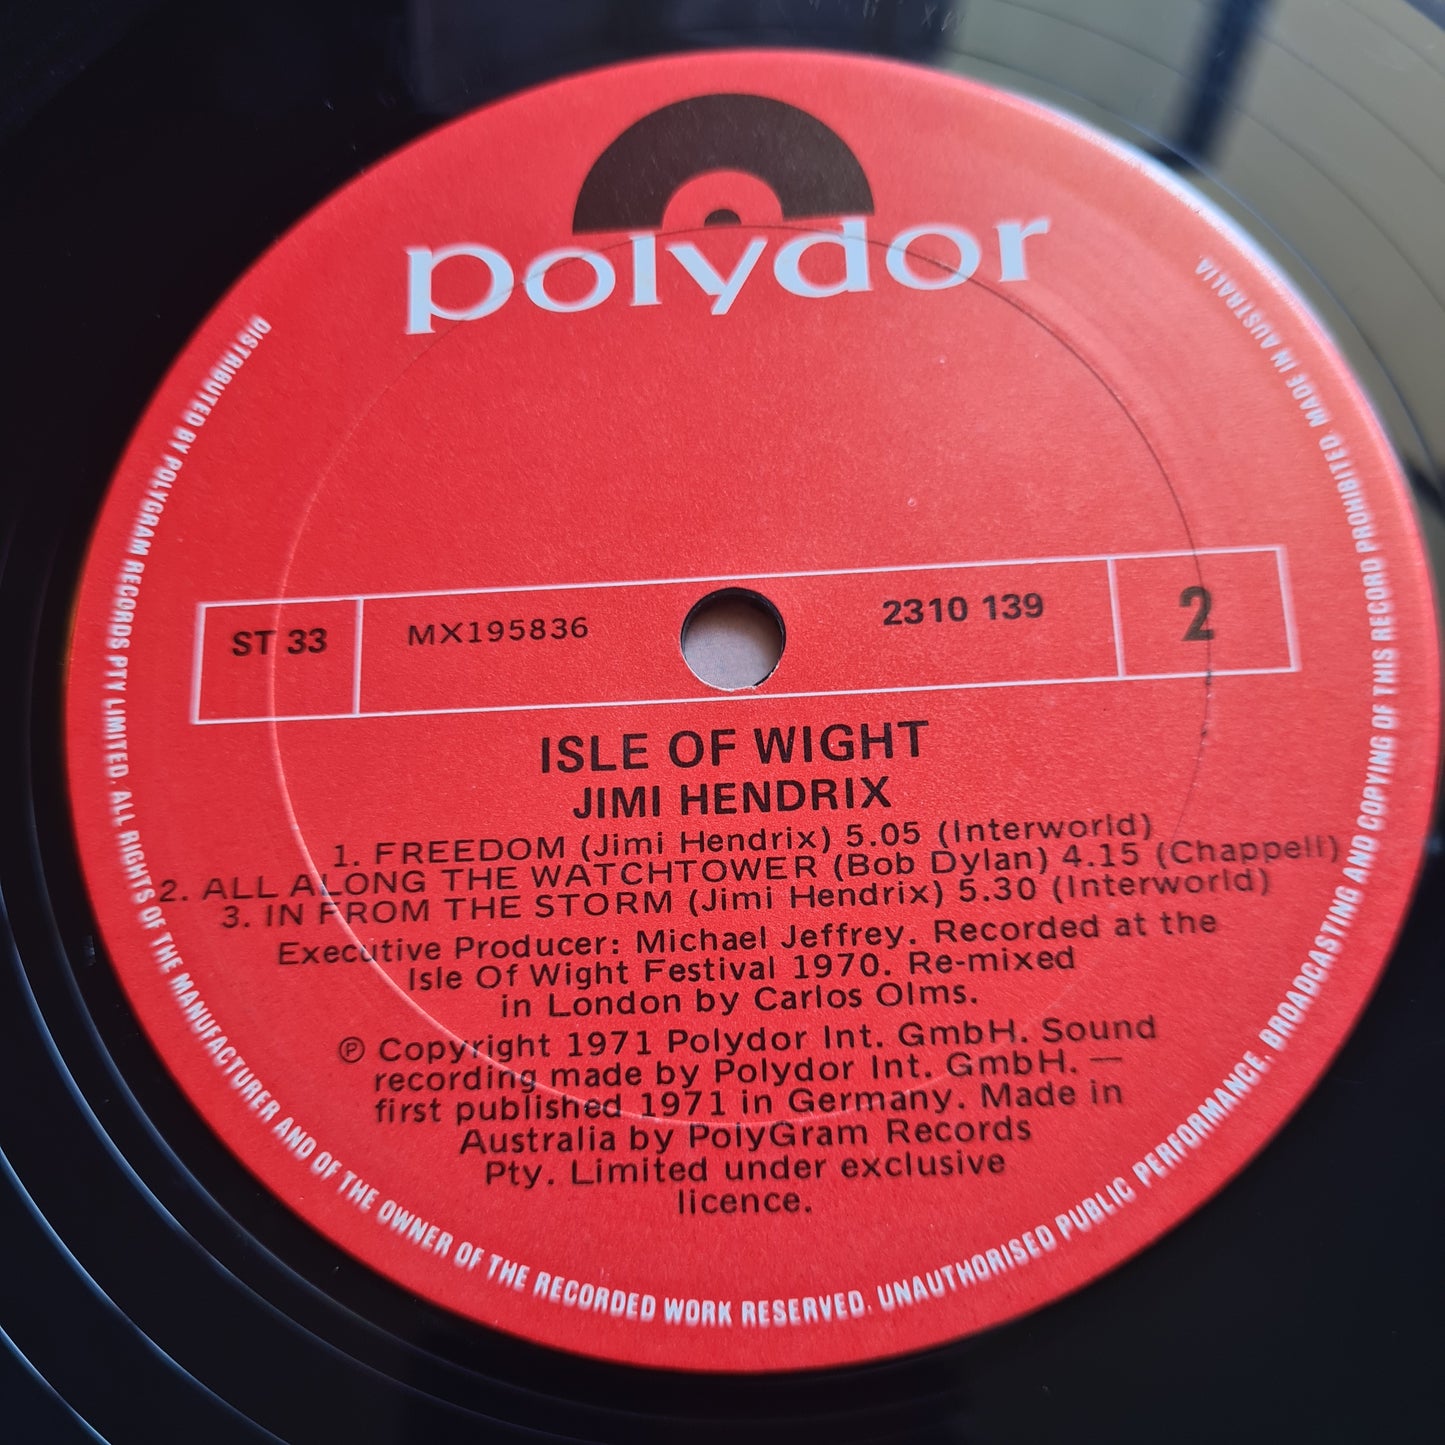 polydor
ST 33 MX195836 2310 139 2
ISLE OF WIGHT
JIMI HENDRIX
1. FREEDOM (Jimi Hendrix) 5.05 (Interworld)
2. ALL ALONG THE WATCHTOWER (Bob Dylan) 4.15 (Chappell)
3. IN FROM THE STORM (Jimi Hendrix) 5.30 (Interworld)
Executive Producer: Michael Jeffrey. Recorded at the
Isle Of Wight Festival 1970. Re-mixed
in London by Carlos Olms.
℗ Copyright 1971 Polydor Int. GmbH. Sound
recording made by Polydor Int. GmbH. —
first published 1971 in Germany. Made in
Australia by PolyGram Records
Pty. Limited under exclusive
licence.
DISTRIBUTED BY POLYGRAM RECORDS PTY LIMITED. ALL RIGHTS OF THE MANUFACTURER AND OF THE OWNER OF THE RECORDED WORK RESERVED. UNAUTHORISED PUBLIC PERFORMANCE, BROADCASTING AND COPYING OF THIS RECORD PROHIBITED. MADE IN AUSTRALIA.